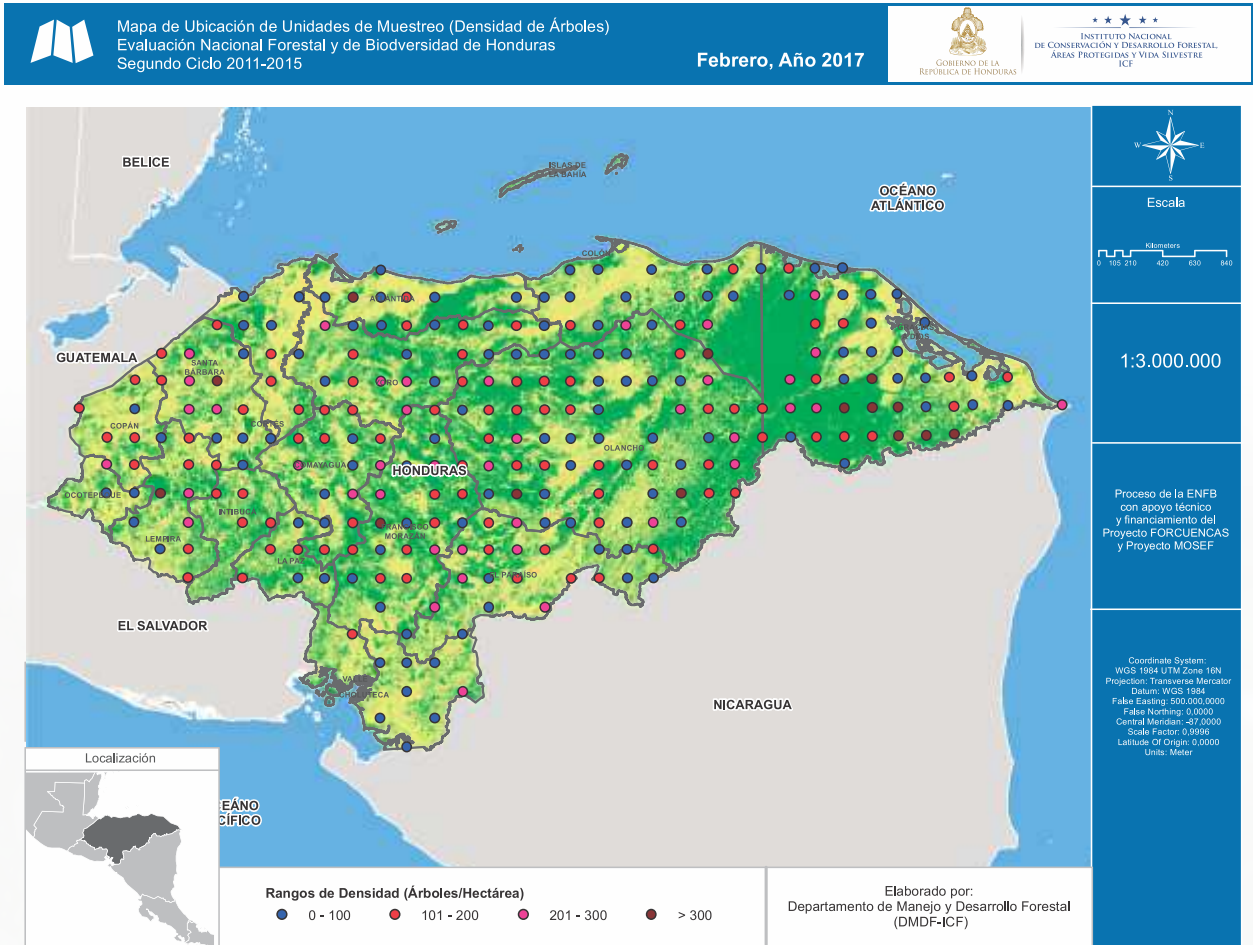 Mapa de Ubicación de Unidades de Muestreo (Densidad de Árboles)
Evaluación Nacional Forestal y de Biodversidad de Honduras
Segundo Ciclo 2011-2015
Febrero, Año 2017
GOBIERNO DE LA
REPÚBLICA DE HONDURAS
INSTITUTO NACIONAL
DE CONSERVACIÓN Y DESARROLLO FORESTAL,
ÁREAS PROTEGIDAS Y VIDA SILVESTRE
ICF
BELICE
ISLAS DE
LA BAHÍA
OCÉANO
ATLÁNTICO
COLÓN
GUATEMALA
SANTA
BÁRBARA
COPÁN
CORTÉS
OLANCHO
HONDURAS
INTIBUCÁ
LEMPIRA
FRANCISCO
MORAZÁN
LA PAZ
EL PARAÍSO
EL SALVADOR
VALLE
CHOLUTECA
NICARAGUA
N
W
E
S
Escala
Kilometers
0 105 210 420 630 840
1:3.000.000
Proceso de la ENFB
con apoyo técnico
y financiamiento del
Proyecto FORCUENCAS
y Proyecto MOSEF
Coordinate System:
WGS 1984 UTM Zone 16N
Projection: Transverse Mercator
Datum: WGS 1984
False Easting: 500.000,0000
False Northing: 0,0000
Central Meridian: -87,0000
Scale Factor: 0,9996
Latitude Of Origin: 0,0000
Units: Meter
Localización
EÁNO
CÍFICO
Rangos de Densidad (Árboles/Hectárea)
0 - 100
101 - 200
201 - 300
> 300
Elaborado por:
Departamento de Manejo y Desarrollo Forestal
(DMDF-ICF)